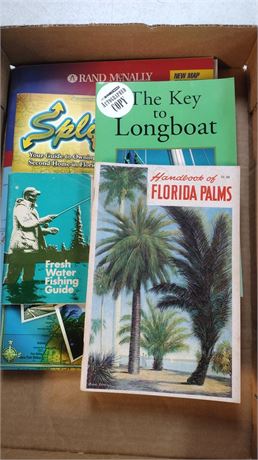 RAND McNALLY
NEW MAP
AUTOGRAPHED
COPY
The Key
to
Longboat
Your Guide to Owning
Second Home in Flori
Fresh
Water
Fishing
Guide
Handbook of
FLORIDA PALMS